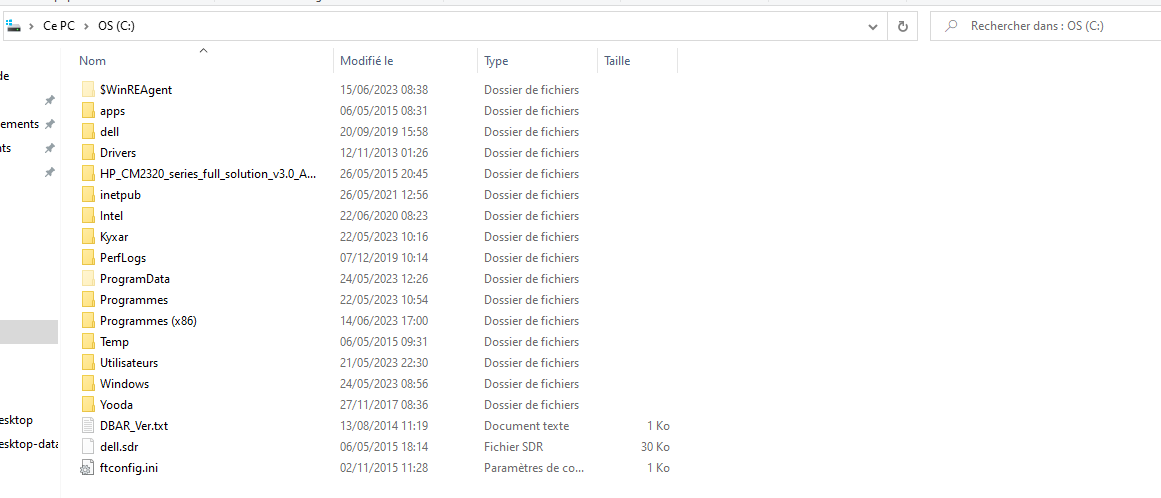 Ce PC > OS (C:) Rechercher dans : OS (C:)
Nom Modifié le Type Taille
de
$WinREAgent 15/06/2023 08:38 Dossier de fichiers
apps 06/05/2015 08:31 Dossier de fichiers
ements dell 20/09/2019 15:58 Dossier de fichiers
nts Drivers 12/11/2013 01:26 Dossier de fichiers
HP_CM2320_series_full_solution_v3.0_A... 26/05/2015 20:45 Dossier de fichiers
inetpub 26/05/2021 12:56 Dossier de fichiers
Intel 22/06/2020 08:23 Dossier de fichiers
Kyxar 22/05/2023 10:16 Dossier de fichiers
PerfLogs 07/12/2019 10:14 Dossier de fichiers
ProgramData 24/05/2023 12:26 Dossier de fichiers
Programmes 22/05/2023 10:54 Dossier de fichiers
Programmes (x86) 14/06/2023 17:00 Dossier de fichiers
Temp 06/05/2015 09:31 Dossier de fichiers
Utilisateurs 21/05/2023 22:30 Dossier de fichiers
Windows 24/05/2023 08:56 Dossier de fichiers
Yooda 27/11/2017 08:36 Dossier de fichiers
esktop DBAR_Ver.txt 13/08/2014 11:19 Document texte 1 Ko
esktop-data dell.sdr 06/05/2015 18:14 Fichier SDR 30 Ko
ftconfig.ini 02/11/2015 11:28 Paramètres de co... 1 Ko